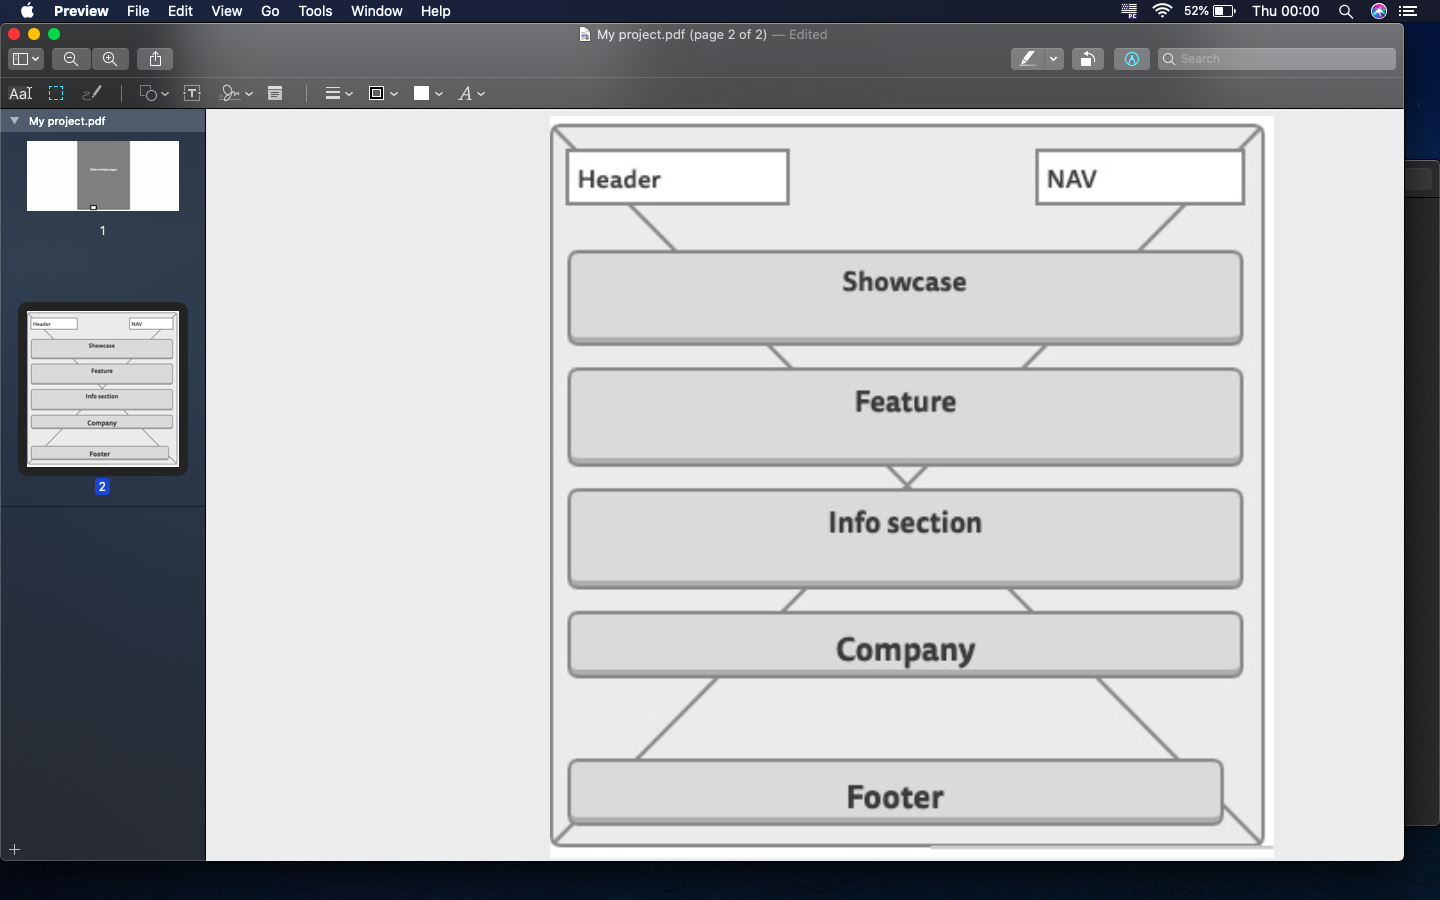 Preview File Edit View Go Tools Window Help 52% Thu 00:00
My project.pdf (page 2 of 2) — Edited
Search
My project.pdf
1
Header NAV
Showcase
Feature
Info section
Company
Footer
2
Header NAV
Showcase
Feature
Info section
Company
Footer